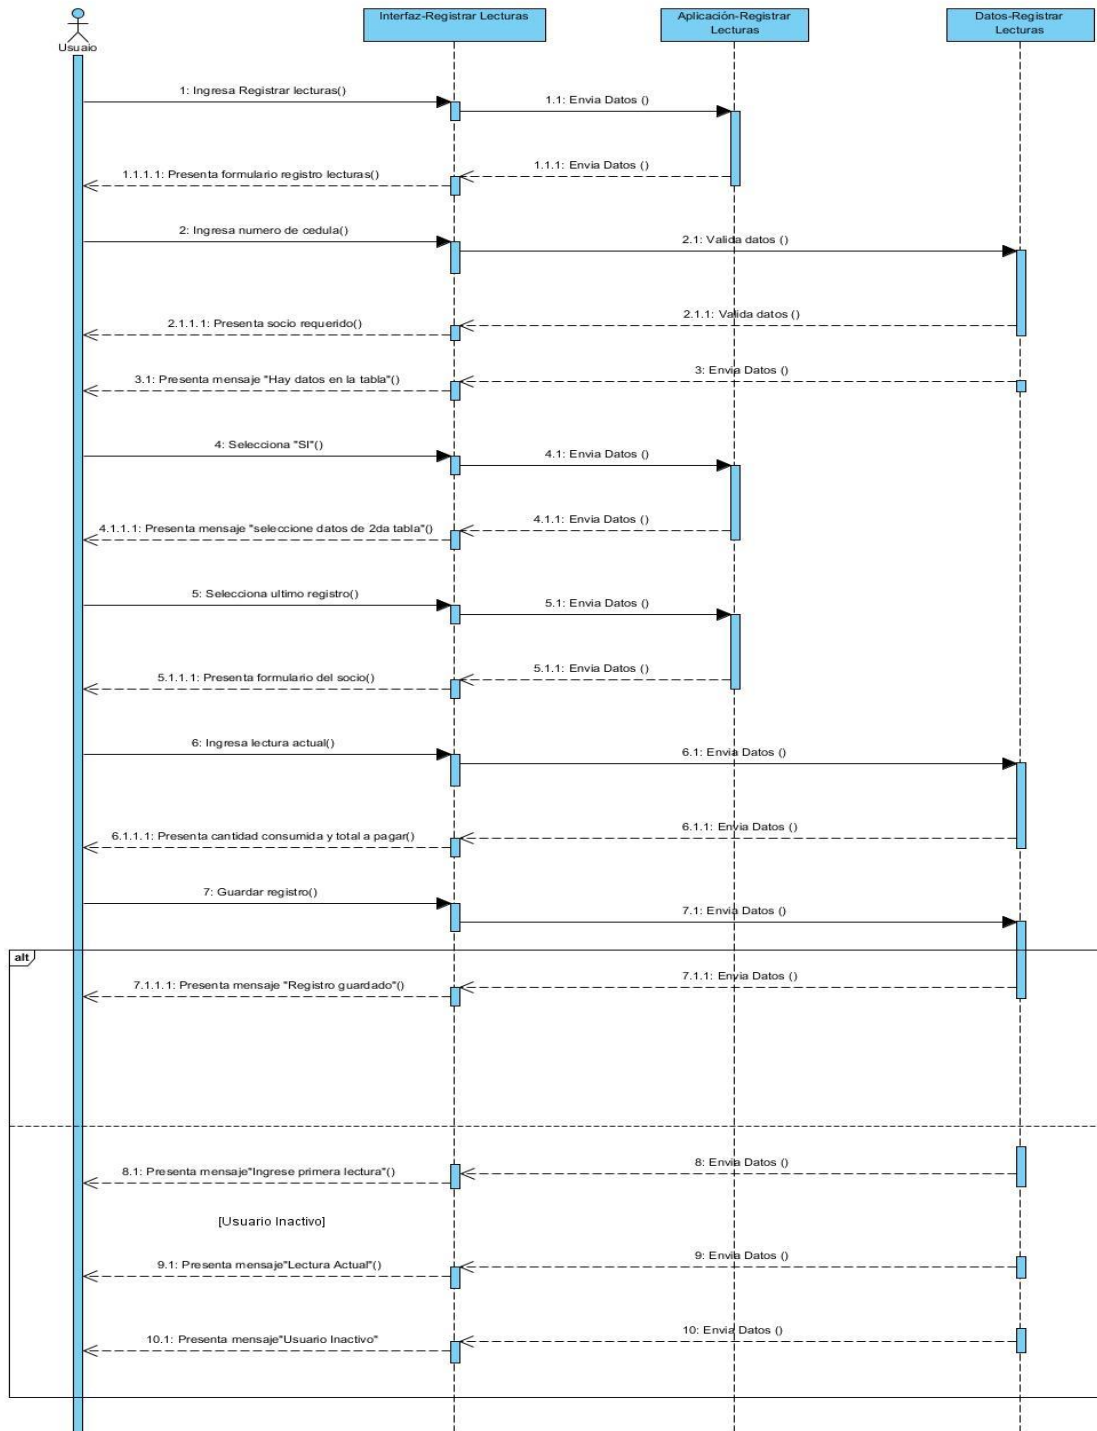 Usuaio
Interfaz-Registrar Lecturas
Aplicación-Registrar
Lecturas
Datos-Registrar
Lecturas
1: Ingresa Registrar lecturas()
1.1: Envia Datos ()
1.1.1: Envia Datos ()
1.1.1.1: Presenta formulario registro lecturas()
2: Ingresa numero de cedula()
2.1: Valida datos ()
2.1.1: Valida datos ()
2.1.1.1: Presenta socio requerido()
3: Envia Datos ()
3.1: Presenta mensaje "Hay datos en la tabla"()
4: Selecciona "SI"()
4.1: Envia Datos ()
4.1.1: Envia Datos ()
4.1.1.1: Presenta mensaje "seleccione datos de 2da tabla"()
5: Selecciona ultimo registro()
5.1: Envia Datos ()
5.1.1: Envia Datos ()
5.1.1.1: Presenta formulario del socio()
6: Ingresa lectura actual()
6.1: Envia Datos ()
6.1.1: Envia Datos ()
6.1.1.1: Presenta cantidad consumida y total a pagar()
7: Guardar registro()
7.1: Envia Datos ()
alt
7.1.1: Envia Datos ()
7.1.1.1: Presenta mensaje "Registro guardado"()
8: Envia Datos ()
8.1: Presenta mensaje"Ingrese primera lectura"()
[Usuario Inactivo]
9: Envia Datos ()
9.1: Presenta mensaje"Lectura Actual"()
10: Envia Datos ()
10.1: Presenta mensaje"Usuario Inactivo"